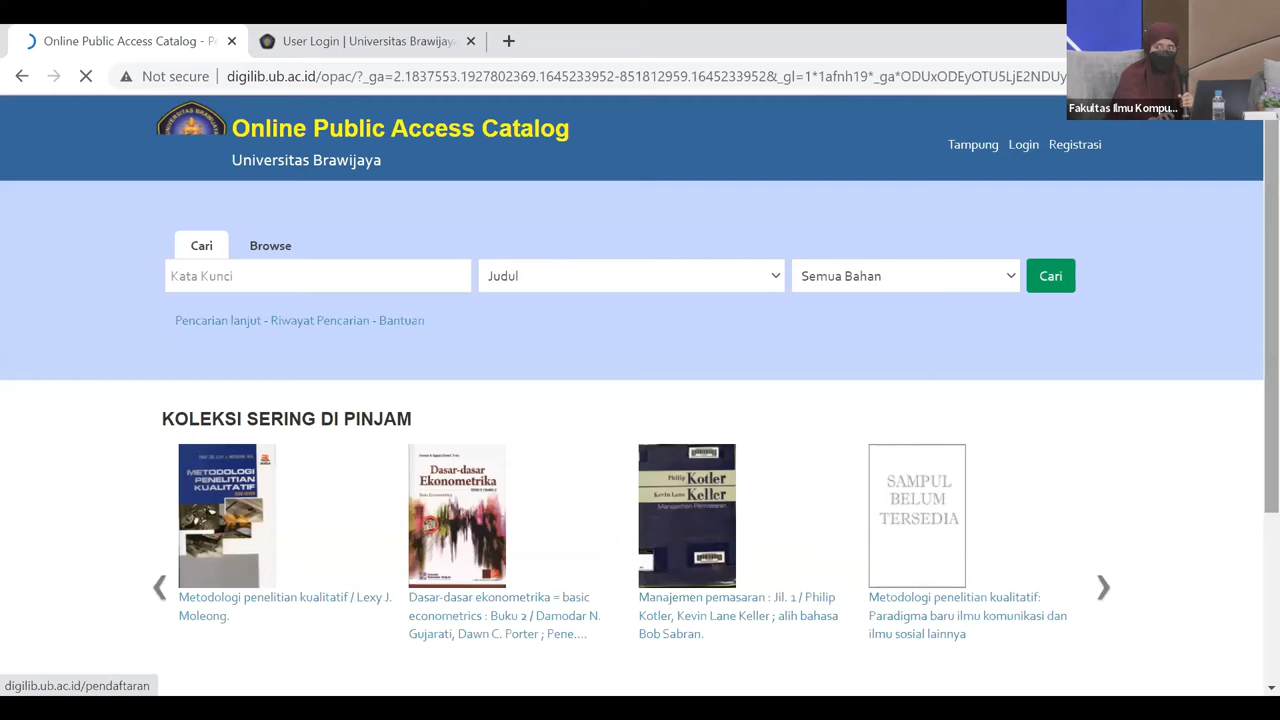 Online Public Access Catalog - Pe
User Login | Universitas Brawijaya
Not secure
digilib.ub.ac.id/opac/?_ga=2.1837553.1927802369.1645233952-851812959.1645233952&_gl=1*1afnh19*_ga*ODUxODEyOTU5LjE2NDUy
Fakultas Ilmu Kompu...
Online Public Access Catalog
Universitas Brawijaya
Tampung Login Registrasi
Cari Browse
Kata Kunci Judul Semua Bahan Cari
Pencarian lanjut - Riwayat Pencarian - Bantuan
KOLEKSI SERING DI PINJAM
METODOLOGI
PENELITIAN
KUALITATIF
Dasar-dasar
Ekonometrika
Philip Kotler
Kevin Lane Keller
Manajemen Pemasaran
SAMPUL
BELUM
TERSEDIA
Metodologi penelitian kualitatif / Lexy J.
Moleong.
Dasar-dasar ekonometrika = basic
econometrics : Buku 2 / Damodar N.
Gujarati, Dawn C. Porter ; Pene....
Manajemen pemasaran : Jil. 1 / Philip
Kotler, Kevin Lane Keller ; alih bahasa
Bob Sabran.
Metodologi penelitian kualitatif:
Paradigma baru ilmu komunikasi dan
ilmu sosial lainnya
digilib.ub.ac.id/pendaftaran